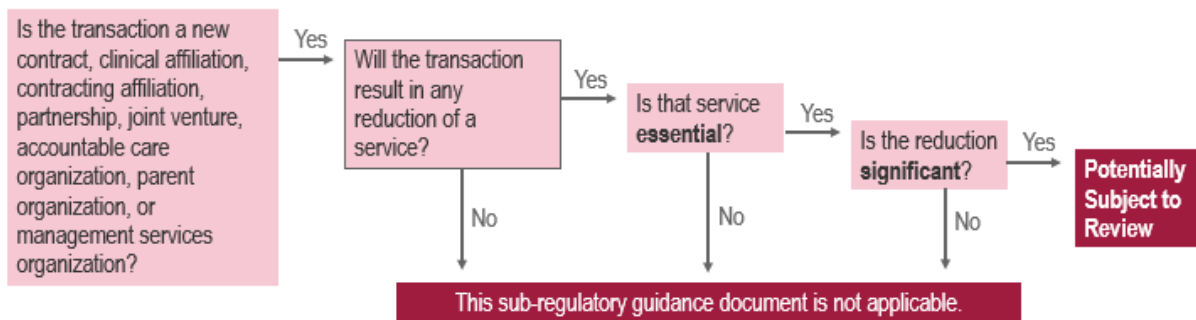 Is the transaction a new
contract, clinical affiliation,
contracting affiliation,
partnership, joint venture,
accountable care
organization, parent
organization, or
management services
organization?
Yes
Will the transaction
result in any
reduction of a
service?
Yes
Is that service
essential?
Yes
Is the reduction
significant?
Yes
Potentially
Subject to
Review
No
No
No
This sub-regulatory guidance document is not applicable.